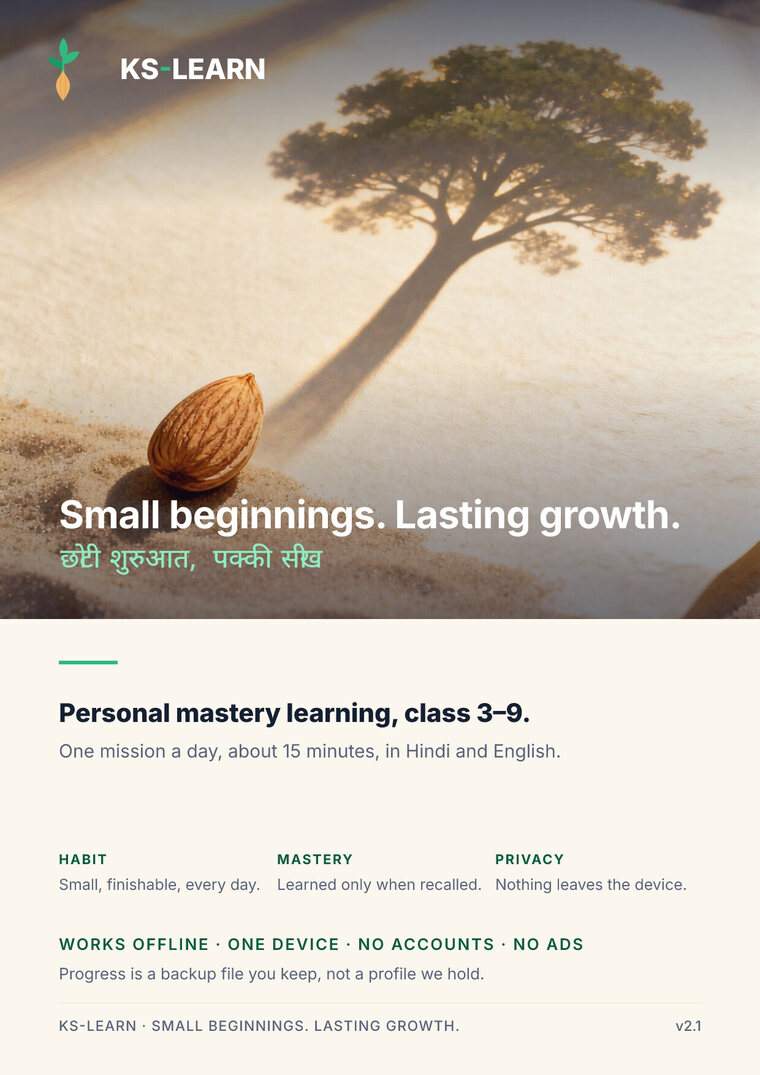 KS-LEARN
Small beginnings. Lasting growth.
छोटी शुरुआत, पक्की सीख
Personal mastery learning, class 3–9.
One mission a day, about 15 minutes, in Hindi and English.
HABIT MASTERY PRIVACY
Small, finishable, every day. Learned only when recalled. Nothing leaves the device.
WORKS OFFLINE · ONE DEVICE · NO ACCOUNTS · NO ADS
Progress is a backup file you keep, not a profile we hold.
KS-LEARN · SMALL BEGINNINGS. LASTING GROWTH. v2.1